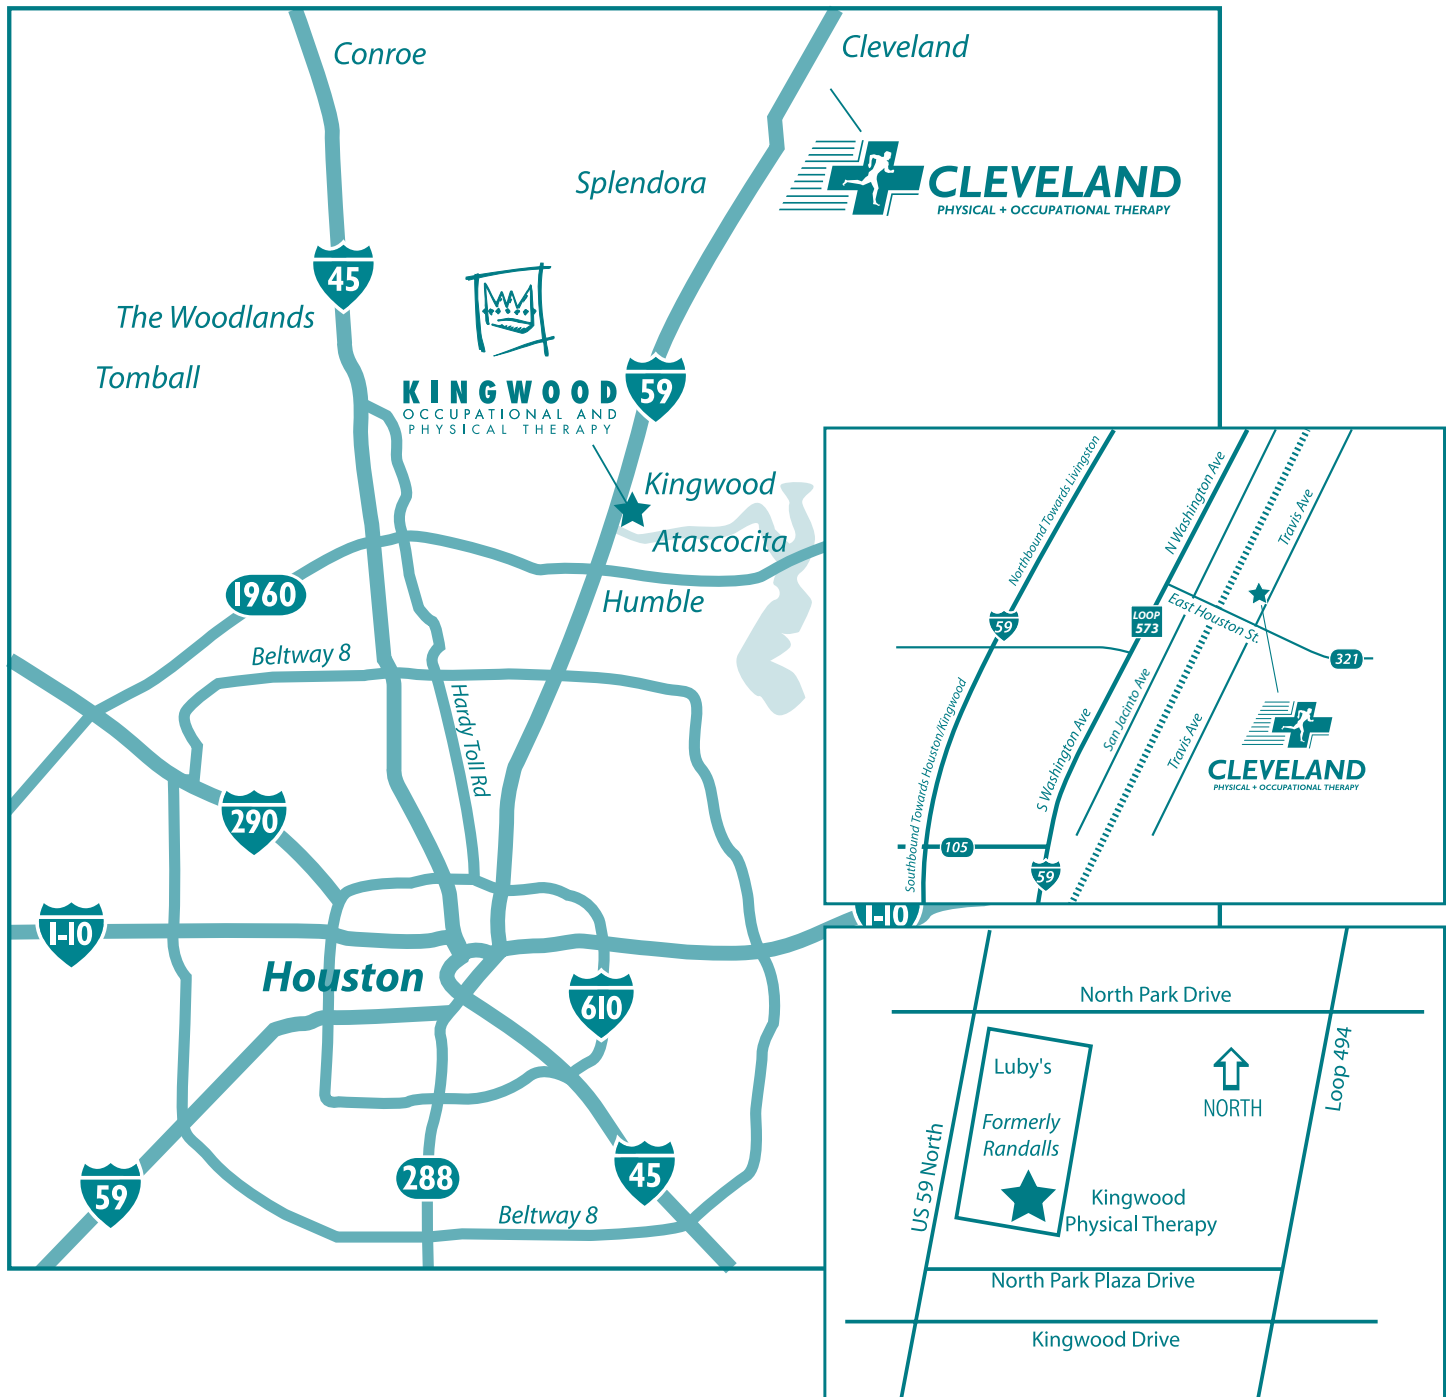 Conroe
Cleveland
CLEVELAND
PHYSICAL + OCCUPATIONAL THERAPY
Splendora
45
The Woodlands
Tomball
KINGWOOD
OCCUPATIONAL AND
PHYSICAL THERAPY
59
Kingwood
Atascocita
Humble
1960
Beltway 8
Hardy Toll Rd
290
I-10
I-10
Houston
610
59
288
45
Beltway 8
Northbound Towards Livingston
N Washington Ave
Travis Ave
59
LOOP
573
East Houston St.
321
Southbound Towards Houston/Kingwood
S Washington Ave
San Jacinto Ave
Travis Ave
CLEVELAND
PHYSICAL + OCCUPATIONAL THERAPY
105
59
North Park Drive
Luby's
Formerly
Randalls
NORTH
Loop 494
US 59 North
Kingwood
Physical Therapy
North Park Plaza Drive
Kingwood Drive